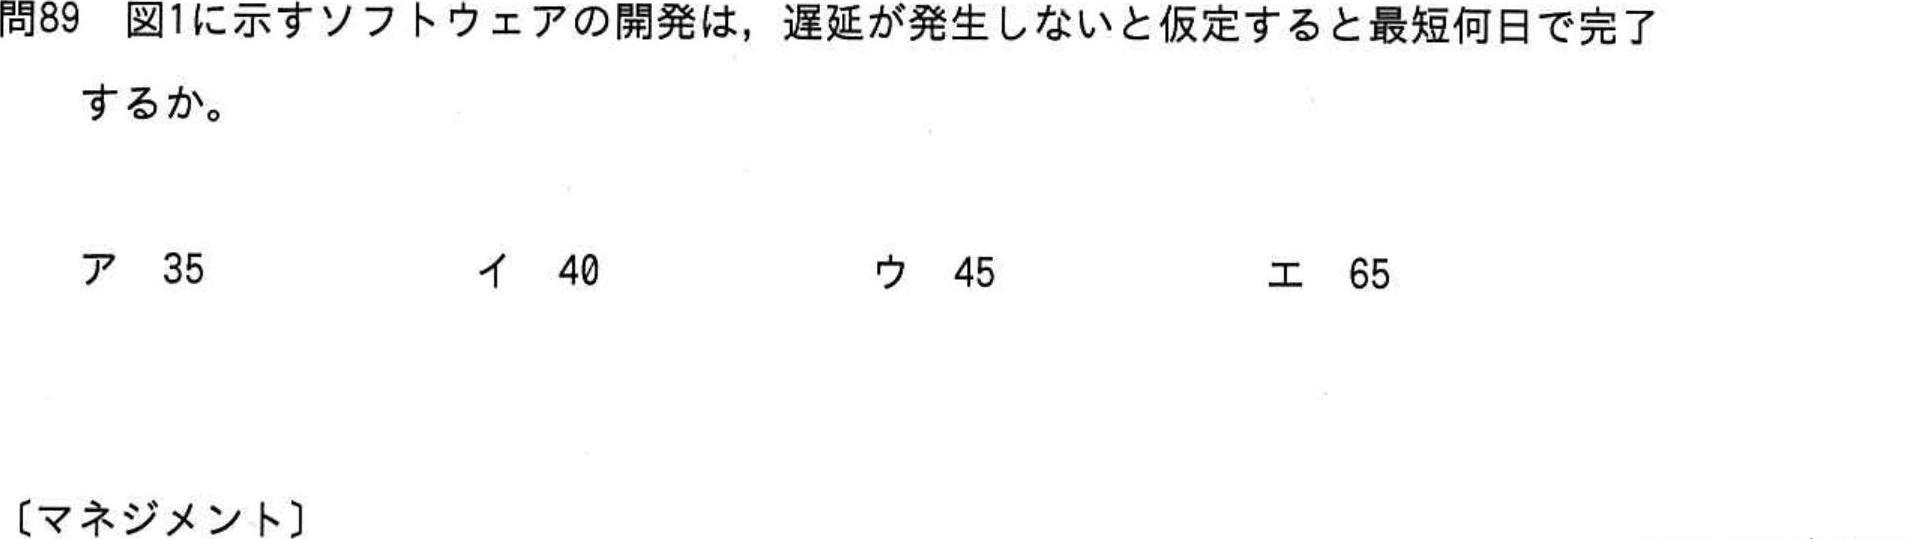 問89　図1に示すソフトウェアの開発は，遅延が発生しないと仮定すると最短何日で完了
するか。
ア　35　イ　40　ウ　45　エ　65
〔マネジメント〕